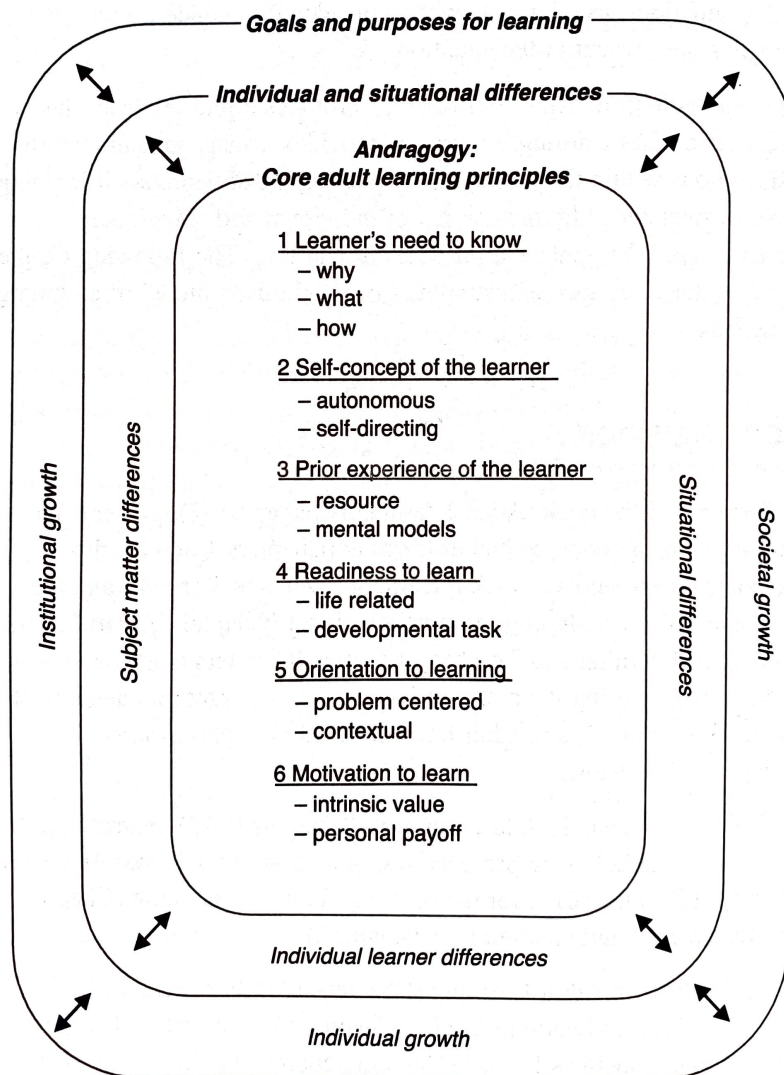 Goals and purposes for learning
Individual and situational differences
Andragogy:
Core adult learning principles
1 Learner's need to know
– why
– what
– how
2 Self-concept of the learner
– autonomous
– self-directing
3 Prior experience of the learner
– resource
– mental models
4 Readiness to learn
– life related
– developmental task
5 Orientation to learning
– problem centered
– contextual
6 Motivation to learn
– intrinsic value
– personal payoff
Institutional growth
Subject matter differences
Situational differences
Societal growth
Individual learner differences
Individual growth